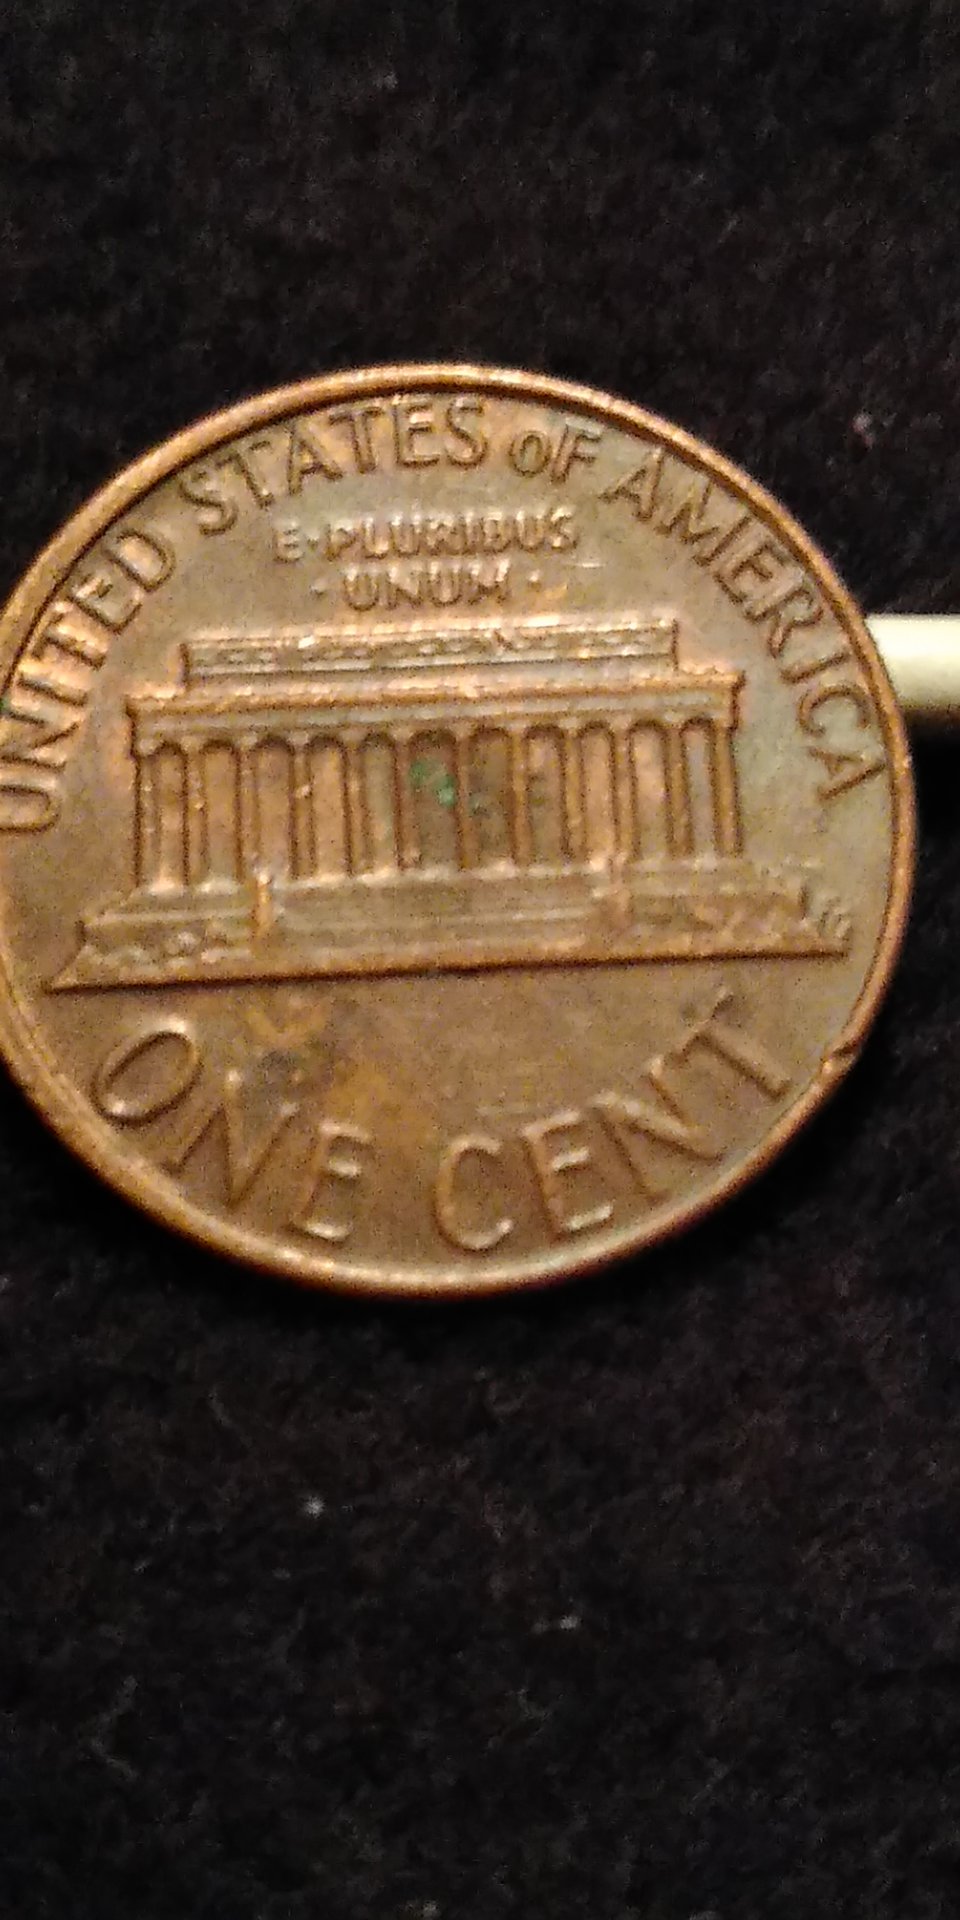 UNITED STATES oF AMERICA
E·PLURIBUS
·UNUM·
ONE CENT